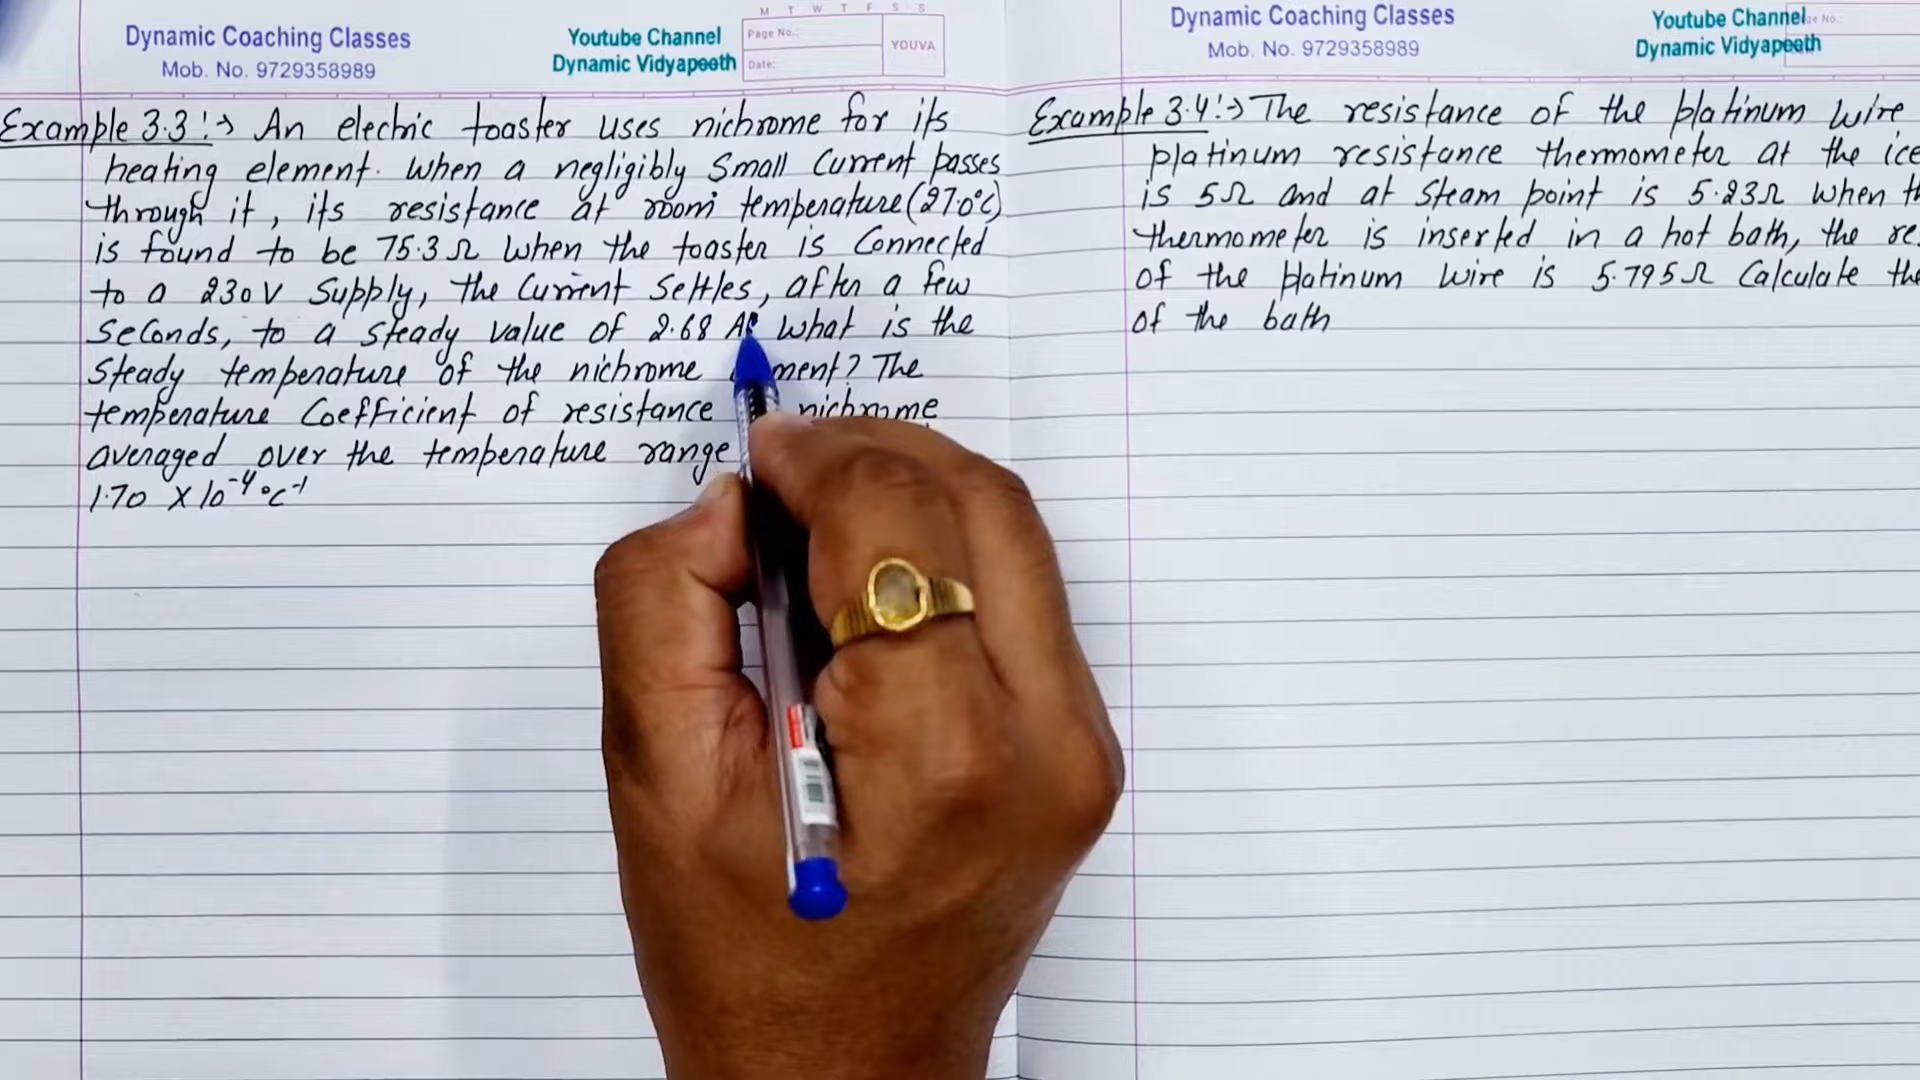 Dynamic Coaching Classes
Mob. No. 9729358989
Youtube Channel
Dynamic Vidyapeeth
M T W T F S S
Page No.:
Date:
YOUVA
Example 3.3 :→ An electric toaster uses nichrome for its
heating element. When a negligibly small current passes
through it, its resistance at room temperature (27.0°C)
is found to be 75.3 Ω when the toaster is Connected
to a 230 V Supply, the Current Settles, after a few
Seconds, to a steady value of 2.68 A what is the
steady temperature of the nichrome ment? The
temperature Coefficient of resistance nichrome
averaged over the temperature range
1.70 × 10⁻⁴ °C⁻¹
Dynamic Coaching Classes
Mob. No. 9729358989
Youtube Channel
Dynamic Vidyapeeth
No.:
Example 3.4 :→ The resistance of the platinum wire
platinum resistance thermometer at the ice
is 5Ω and at steam point is 5.23Ω when
thermometer is inserted in a hot bath, the
of the platinum wire is 5.795Ω Calculate
of the bath